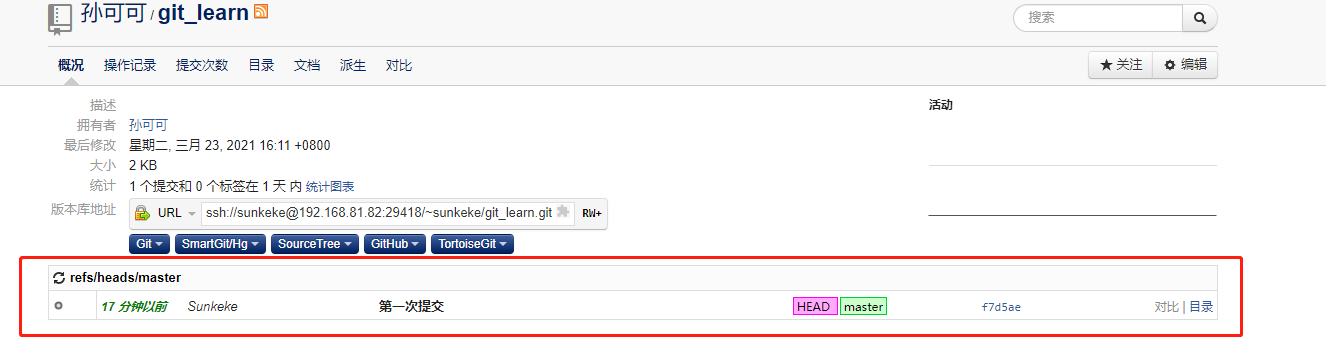 孙可可 / git_learn
搜索
概况 操作记录 提交次数 目录 文档 派生 对比
关注 编辑
描述
活动
拥有者 孙可可
最后修改 星期二, 三月 23, 2021 16:11 +0800
大小 2 KB
统计 1 个提交和 0 个标签在 1 天 内 统计图表
版本库地址 URL ssh://sunkeke@192.168.81.82:29418/~sunkeke/git_learn.git RW+
Git SmartGit/Hg SourceTree GitHub TortoiseGit
refs/heads/master
17 分钟以前 Sunkeke 第一次提交 HEAD master f7d5ae 对比 | 目录